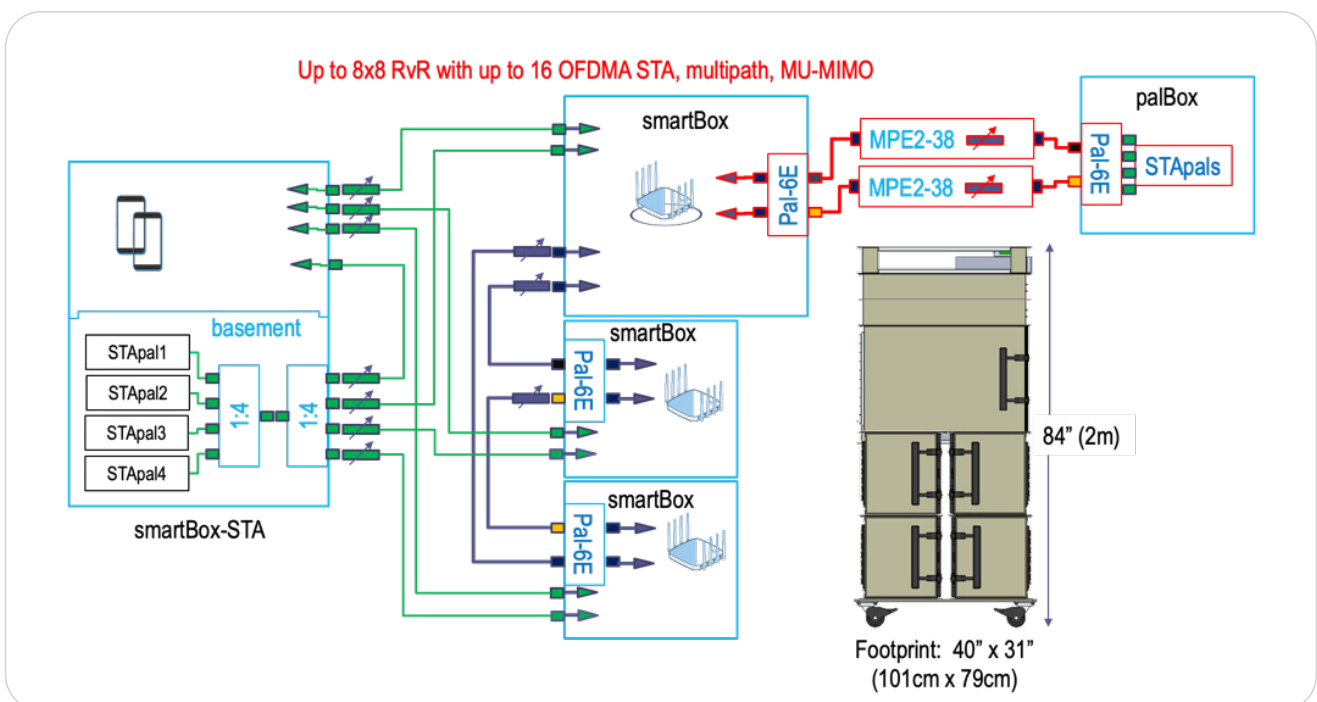 Up to 8x8 RvR with up to 16 OFDMA STA, multipath, MU-MIMO
smartBox
Pal-6E
MPE2-38
MPE2-38
palBox
Pal-6E
STApals
basement
STApal1
STApal2
STApal3
STApal4
1:4
1:4
smartBox-STA
smartBox
Pal-6E
smartBox
Pal-6E
84” (2m)
Footprint: 40” x 31”
(101cm x 79cm)